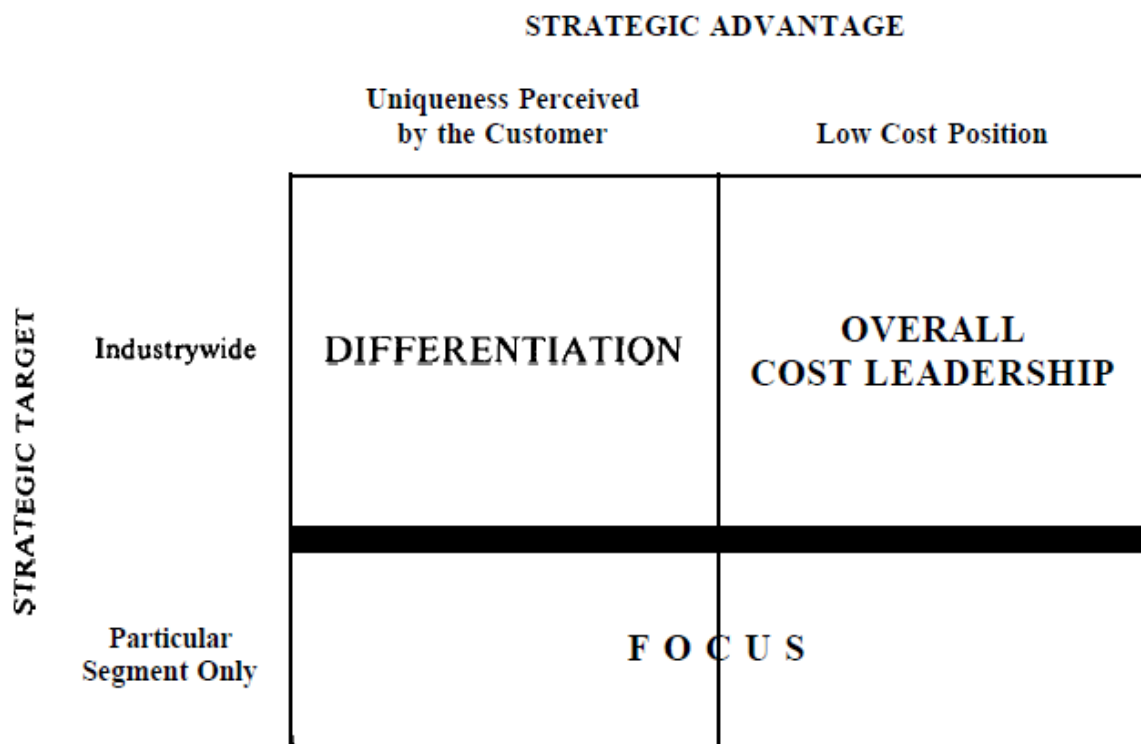 STRATEGIC ADVANTAGE
Uniqueness Perceived
by the Customer
Low Cost Position
STRATEGIC TARGET
Industrywide
DIFFERENTIATION
OVERALL
COST LEADERSHIP
Particular
Segment Only
FOCUS